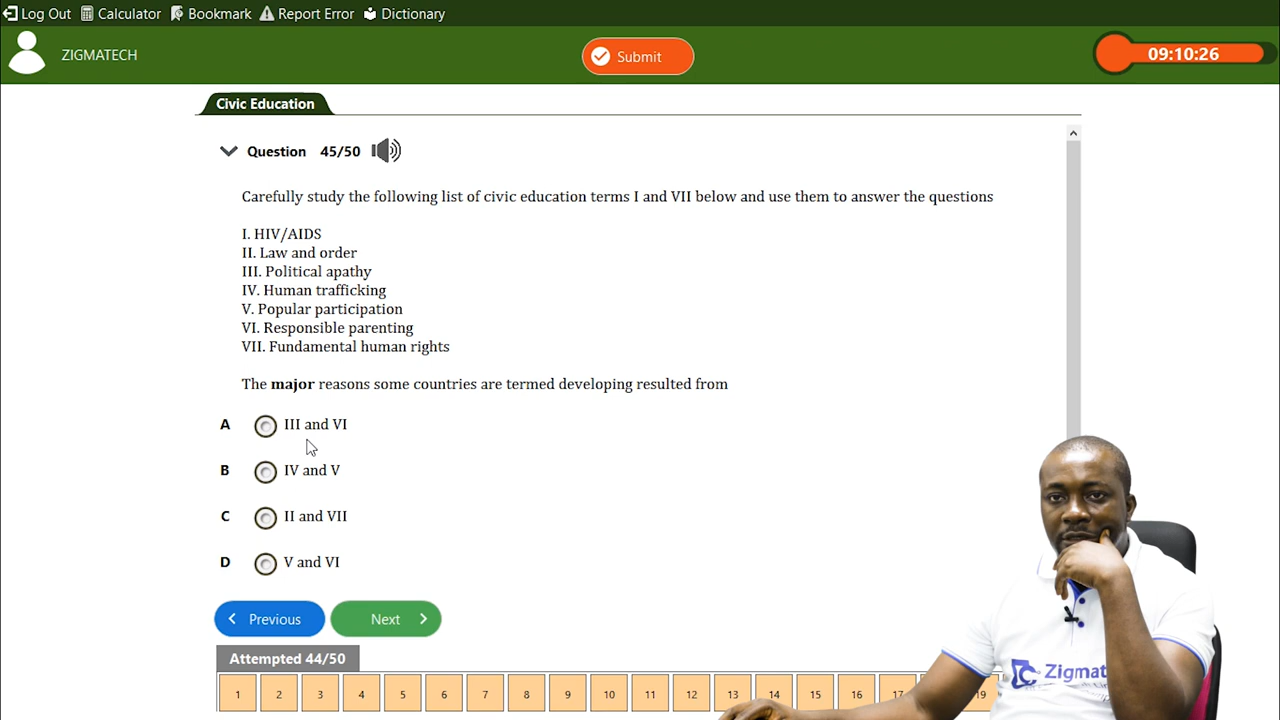 Log Out Calculator Bookmark Report Error Dictionary
ZIGMATECH
Submit
09:10:26
Civic Education
Question 45/50
Carefully study the following list of civic education terms I and VII below and use them to answer the questions
I. HIV/AIDS
II. Law and order
III. Political apathy
IV. Human trafficking
V. Popular participation
VI. Responsible parenting
VII. Fundamental human rights
The major reasons some countries are termed developing resulted from
A III and VI
B IV and V
C II and VII
D V and VI
Previous Next
Attempted 44/50
1 2 3 4 5 6 7 8 9 10 11 12 13 14 15 16 17 19
Zigmat